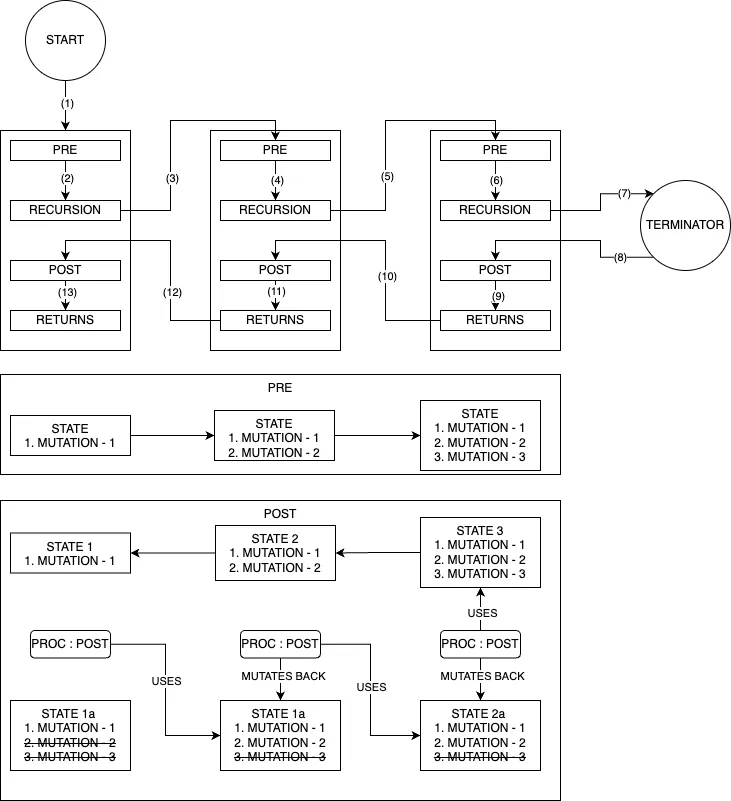 START
(1)
PRE
PRE
PRE
(2)
(3)
(4)
(5)
(6)
(7)
RECURSION
RECURSION
RECURSION
TERMINATOR
(8)
POST
POST
POST
(13)
(12)
(11)
(10)
(9)
RETURNS
RETURNS
RETURNS
PRE
STATE
1. MUTATION - 1
STATE
1. MUTATION - 1
2. MUTATION - 2
STATE
1. MUTATION - 1
2. MUTATION - 2
3. MUTATION - 3
POST
STATE 1
1. MUTATION - 1
STATE 2
1. MUTATION - 1
2. MUTATION - 2
STATE 3
1. MUTATION - 1
2. MUTATION - 2
3. MUTATION - 3
USES
PROC : POST
PROC : POST
PROC : POST
USES
MUTATES BACK
USES
MUTATES BACK
STATE 1a
1. MUTATION - 1
2. MUTATION - 2
3. MUTATION - 3
STATE 1a
1. MUTATION - 1
2. MUTATION - 2
3. MUTATION - 3
STATE 2a
1. MUTATION - 1
2. MUTATION - 2
3. MUTATION - 3